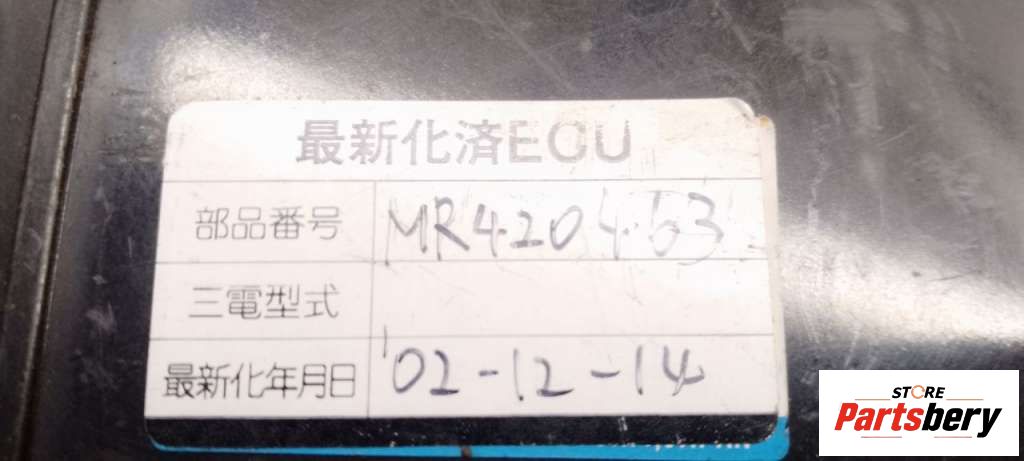 最新化済ECU
部品番号 MR420463
三電型式
最新化年月日 '02-12-14
STORE
Partsbery